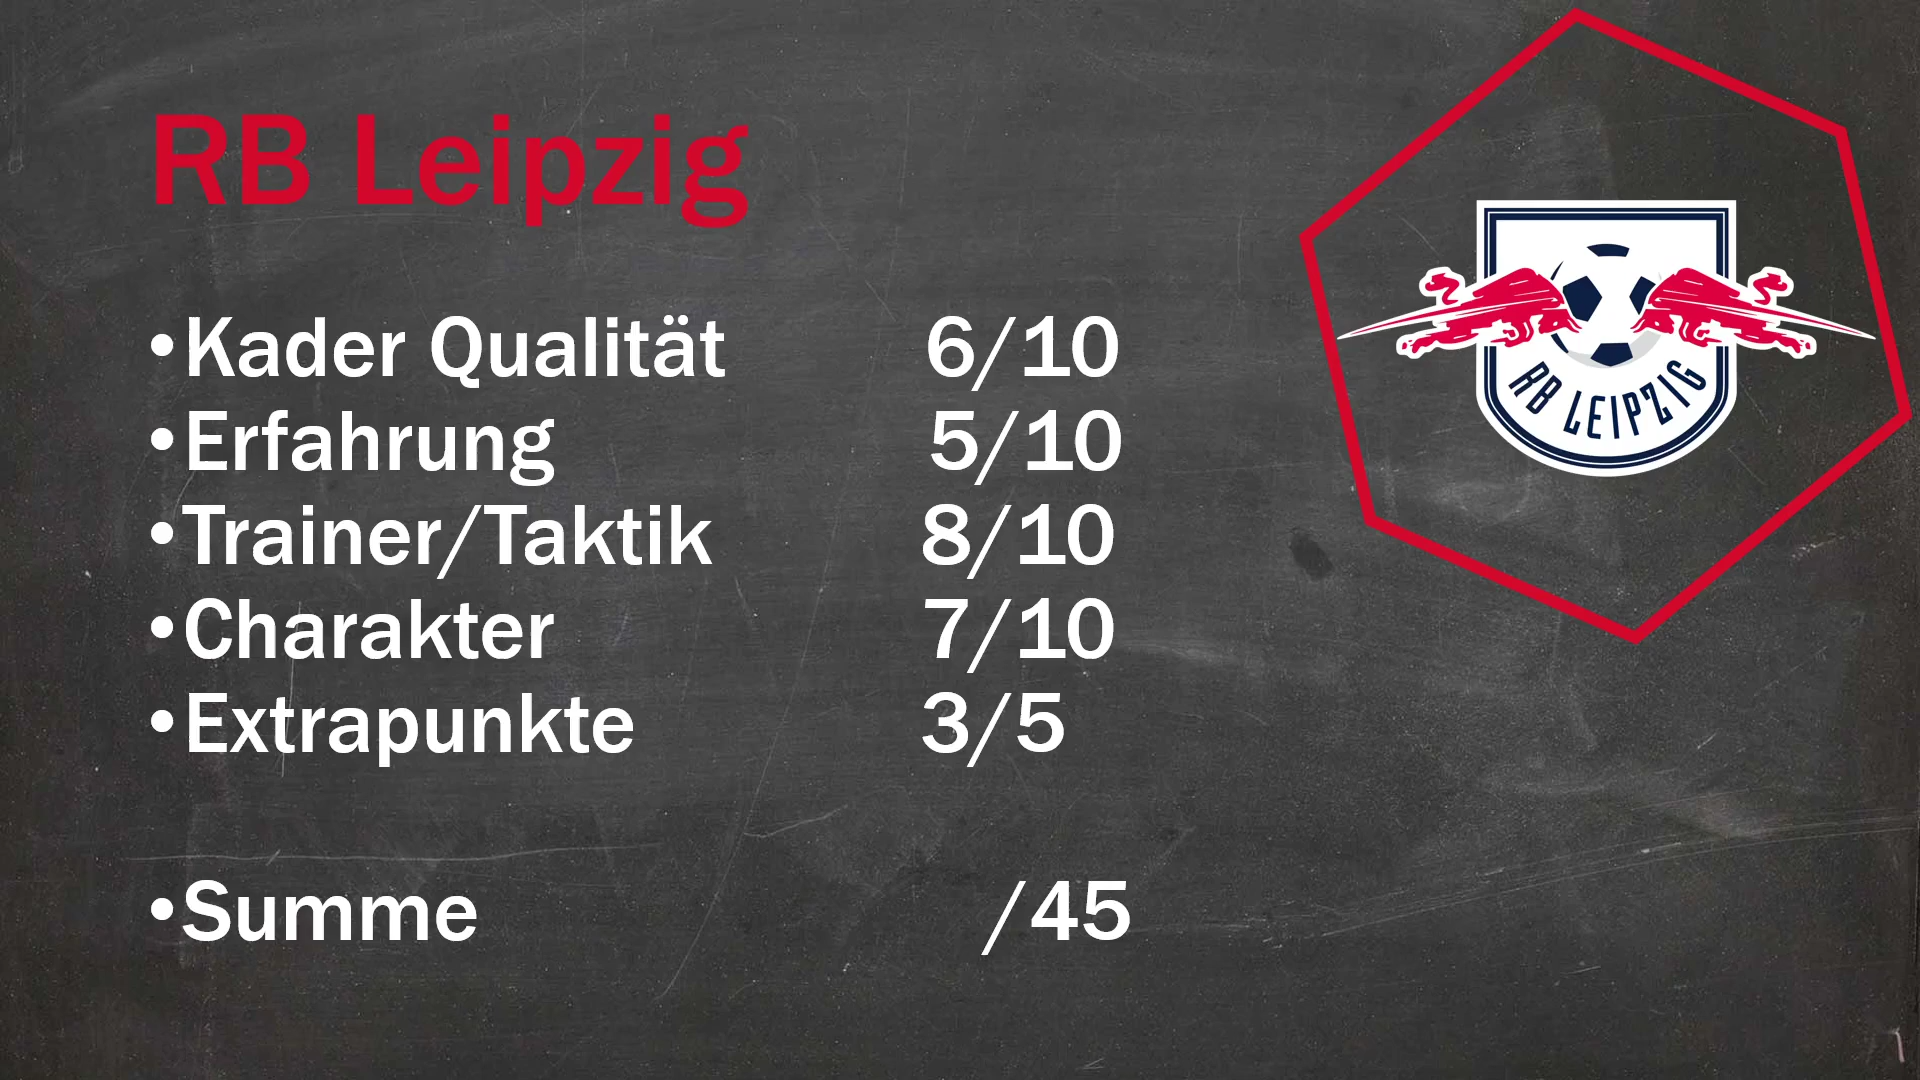 RB Leipzig
•Kader Qualität 6/10
•Erfahrung 5/10
•Trainer/Taktik 8/10
•Charakter 7/10
•Extrapunkte 3/5
•Summe /45
RB LEIPZIG